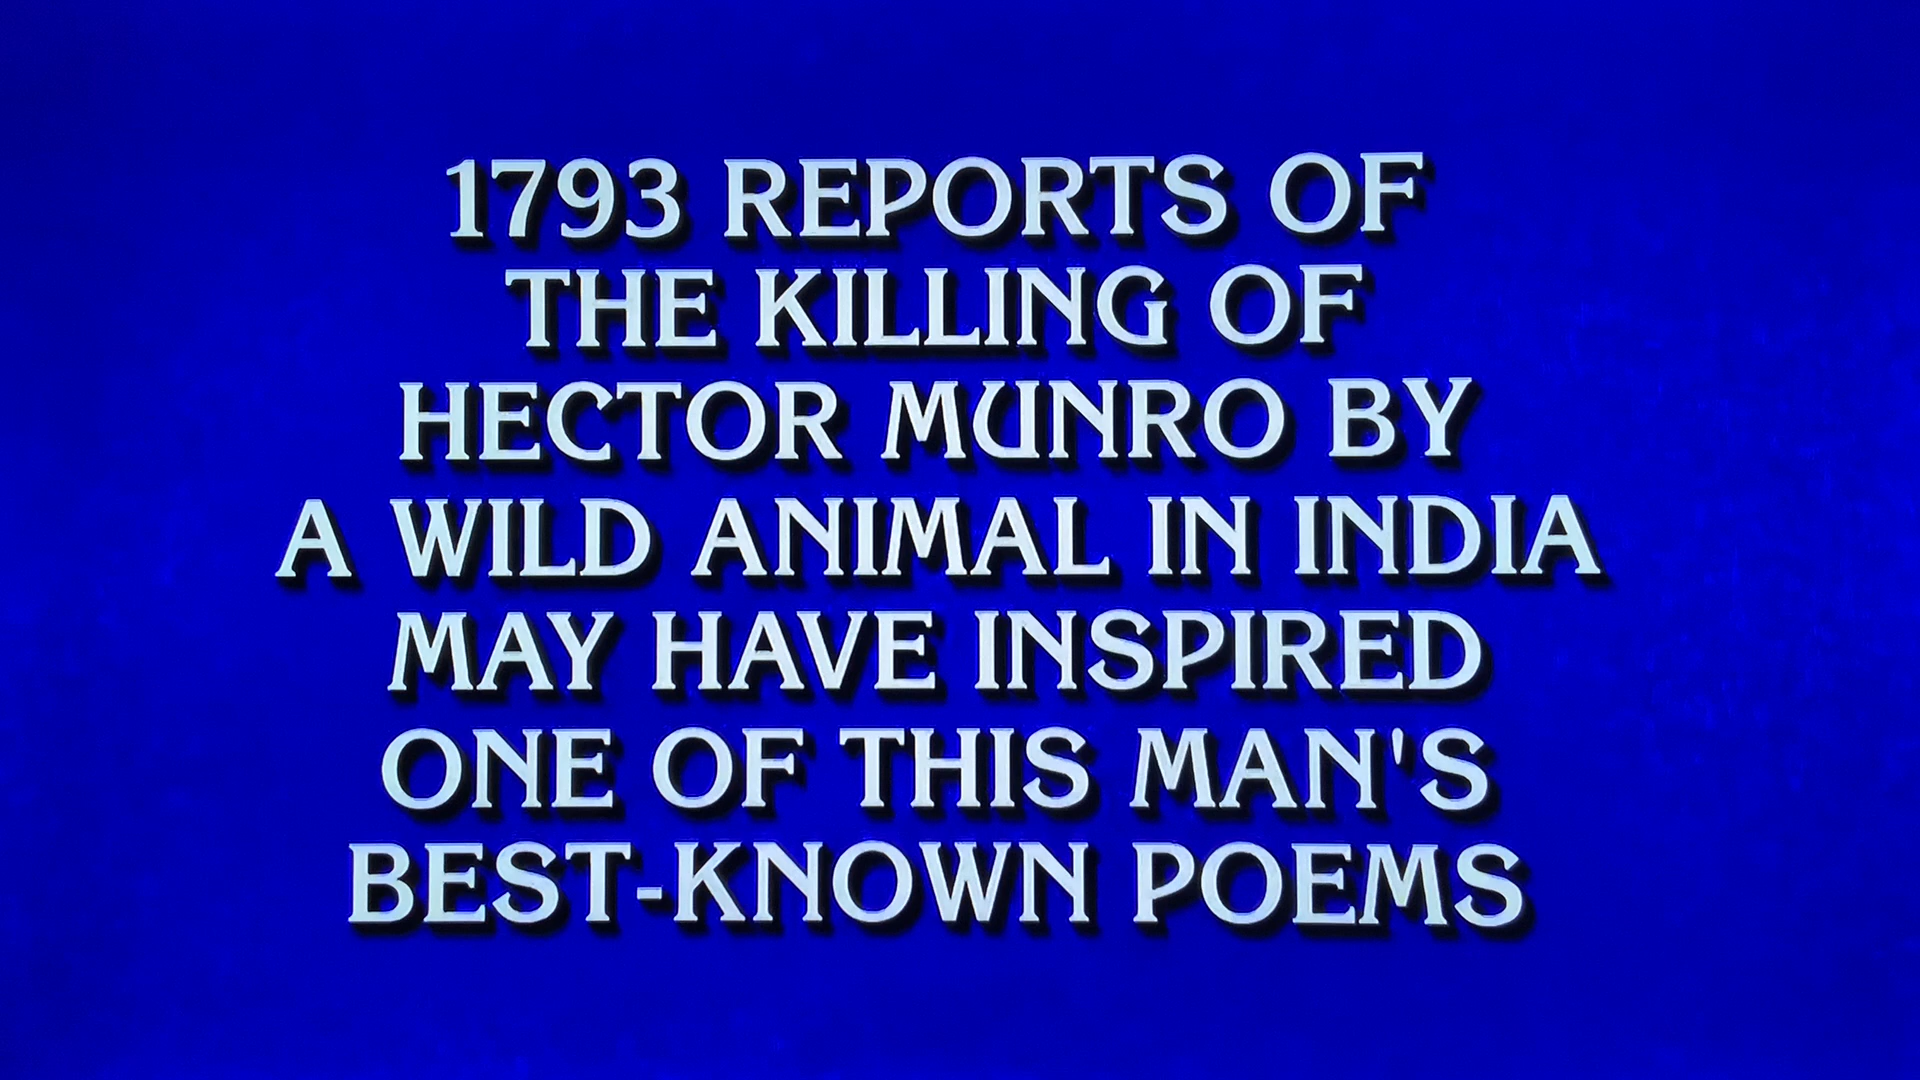 1793 REPORTS OF
THE KILLING OF
HECTOR MUNRO BY
A WILD ANIMAL IN INDIA
MAY HAVE INSPIRED
ONE OF THIS MAN'S
BEST-KNOWN POEMS